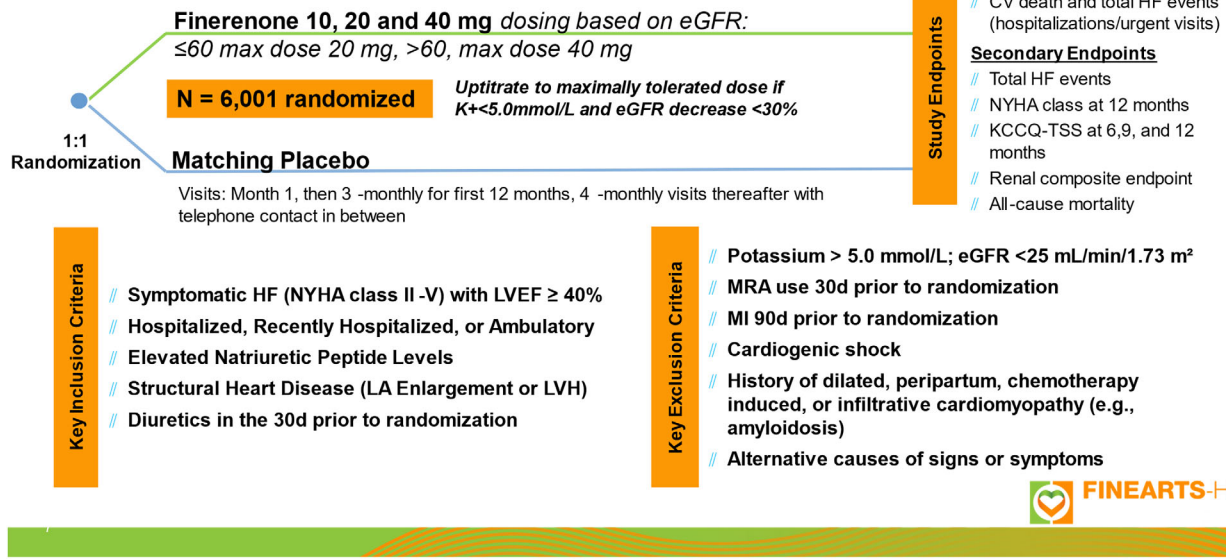 Finerenone 10, 20 and 40 mg dosing based on eGFR:
≤60 max dose 20 mg, >60, max dose 40 mg
N = 6,001 randomized
Uptitrate to maximally tolerated dose if
K+<5.0mmol/L and eGFR decrease <30%
1:1
Randomization
Matching Placebo
Visits: Month 1, then 3 -monthly for first 12 months, 4 -monthly visits thereafter with
telephone contact in between
Study Endpoints
CV death and total HF events
(hospitalizations/urgent visits)
Secondary Endpoints
// Total HF events
// NYHA class at 12 months
// KCCQ-TSS at 6,9, and 12
months
// Renal composite endpoint
// All-cause mortality
Key Inclusion Criteria
// Symptomatic HF (NYHA class II -V) with LVEF ≥ 40%
// Hospitalized, Recently Hospitalized, or Ambulatory
// Elevated Natriuretic Peptide Levels
// Structural Heart Disease (LA Enlargement or LVH)
// Diuretics in the 30d prior to randomization
Key Exclusion Criteria
// Potassium > 5.0 mmol/L; eGFR <25 mL/min/1.73 m²
// MRA use 30d prior to randomization
// MI 90d prior to randomization
// Cardiogenic shock
// History of dilated, peripartum, chemotherapy
induced, or infiltrative cardiomyopathy (e.g.,
amyloidosis)
// Alternative causes of signs or symptoms
FINEARTS-H